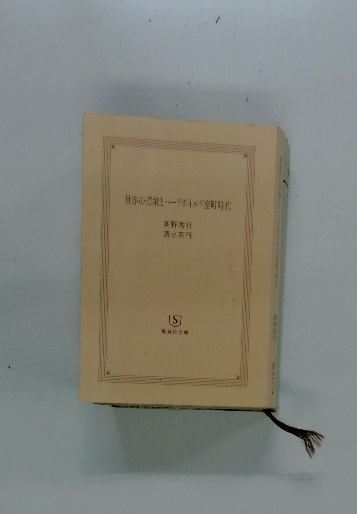 世界の辺境とハードボイルド室町時代
高野秀行
清水克行
S
集英社文庫